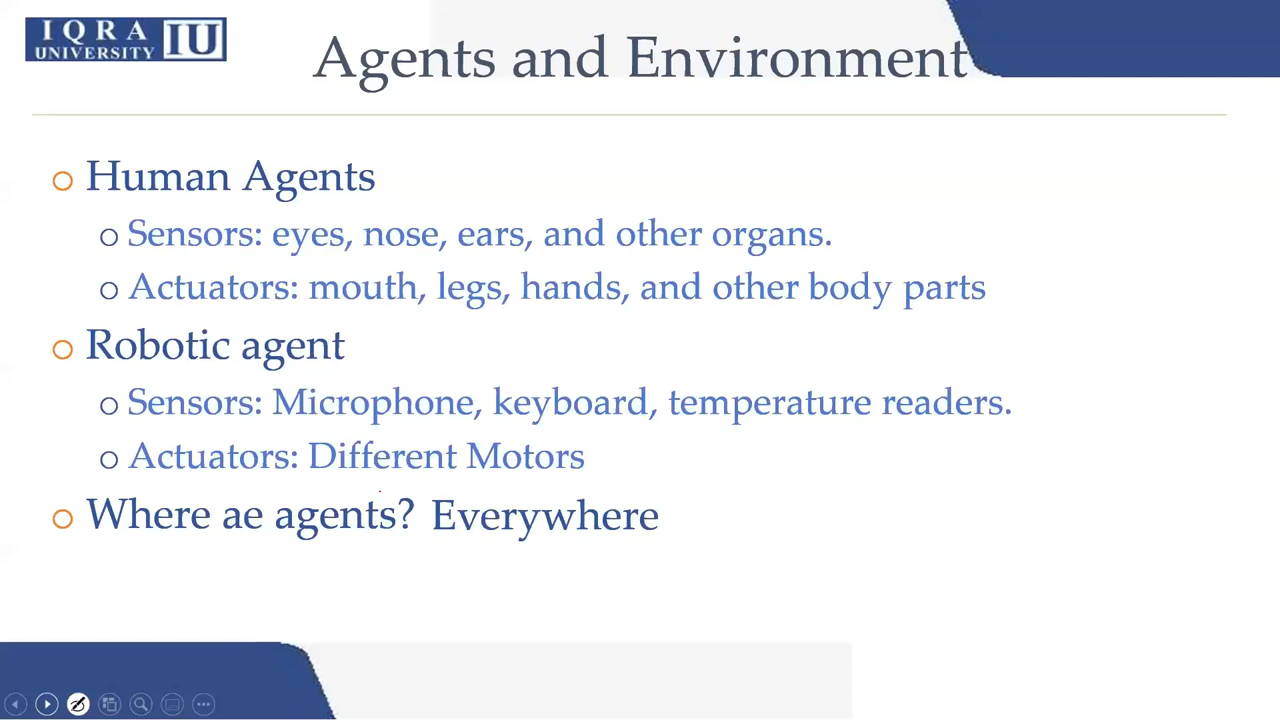 IQRA
UNIVERSITY IU
Agents and Environment
Human Agents
Sensors: eyes, nose, ears, and other organs.
Actuators: mouth, legs, hands, and other body parts
Robotic agent
Sensors: Microphone, keyboard, temperature readers.
Actuators: Different Motors
Where ae agents? Everywhere